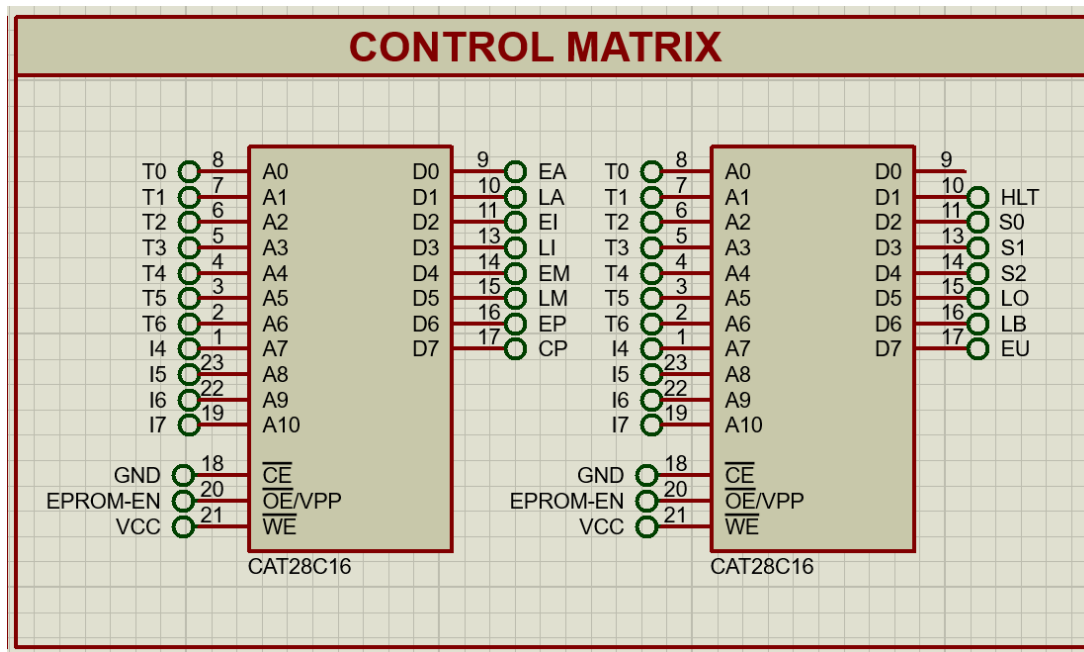 CONTROL MATRIX
T0 8 A0 D0 9 EA T0 8 A0 D0 9
T1 7 A1 D1 10 LA T1 7 A1 D1 10 HLT
T2 6 A2 D2 11 EI T2 6 A2 D2 11 S0
T3 5 A3 D3 13 LI T3 5 A3 D3 13 S1
T4 4 A4 D4 14 EM T4 4 A4 D4 14 S2
T5 3 A5 D5 15 LM T5 3 A5 D5 15 LO
T6 2 A6 D6 16 EP T6 2 A6 D6 16 LB
I4 1 A7 D7 17 CP I4 1 A7 D7 17 EU
I5 23 A8 I5 23 A8
I6 22 A9 I6 22 A9
I7 19 A10 I7 19 A10
GND 18 CE GND 18 CE
EPROM-EN 20 OE/VPP EPROM-EN 20 OE/VPP
VCC 21 WE VCC 21 WE
CAT28C16 CAT28C16